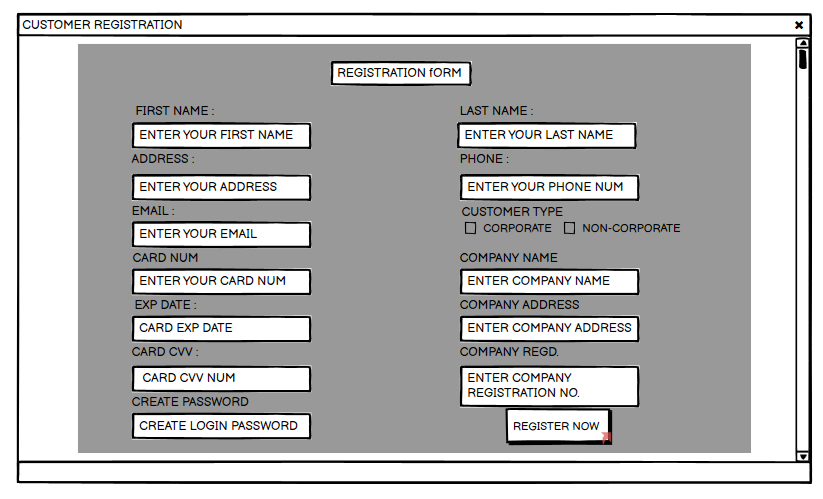 CUSTOMER REGISTRATION
REGISTRATION fORM
FIRST NAME :
LAST NAME :
ENTER YOUR FIRST NAME
ENTER YOUR LAST NAME
ADDRESS :
PHONE :
ENTER YOUR ADDRESS
ENTER YOUR PHONE NUM
EMAIL :
CUSTOMER TYPE
CORPORATE NON-CORPORATE
ENTER YOUR EMAIL
CARD NUM
COMPANY NAME
ENTER YOUR CARD NUM
ENTER COMPANY NAME
EXP DATE :
COMPANY ADDRESS
CARD EXP DATE
ENTER COMPANY ADDRESS
CARD CVV :
COMPANY REGD.
CARD CVV NUM
ENTER COMPANY
REGISTRATION NO.
CREATE PASSWORD
CREATE LOGIN PASSWORD
REGISTER NOW